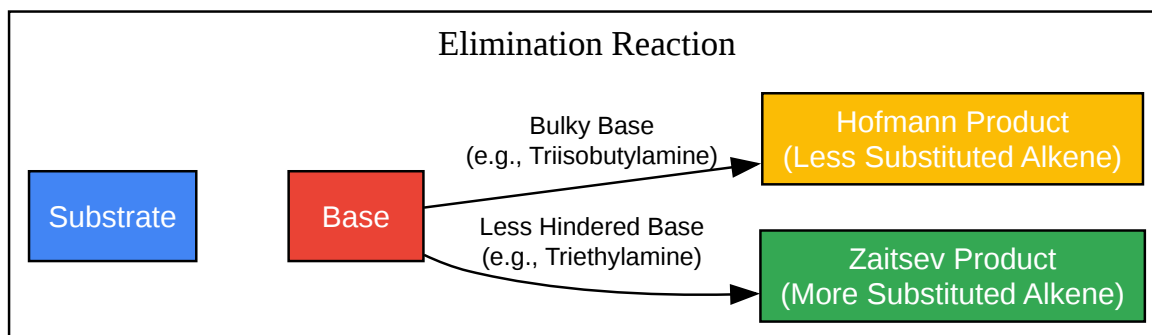 Elimination Reaction
Substrate
Base
Bulky Base
(e.g., Triisobutylamine)
Less Hindered Base
(e.g., Triethylamine)
Hofmann Product
(Less Substituted Alkene)
Zaitsev Product
(More Substituted Alkene)